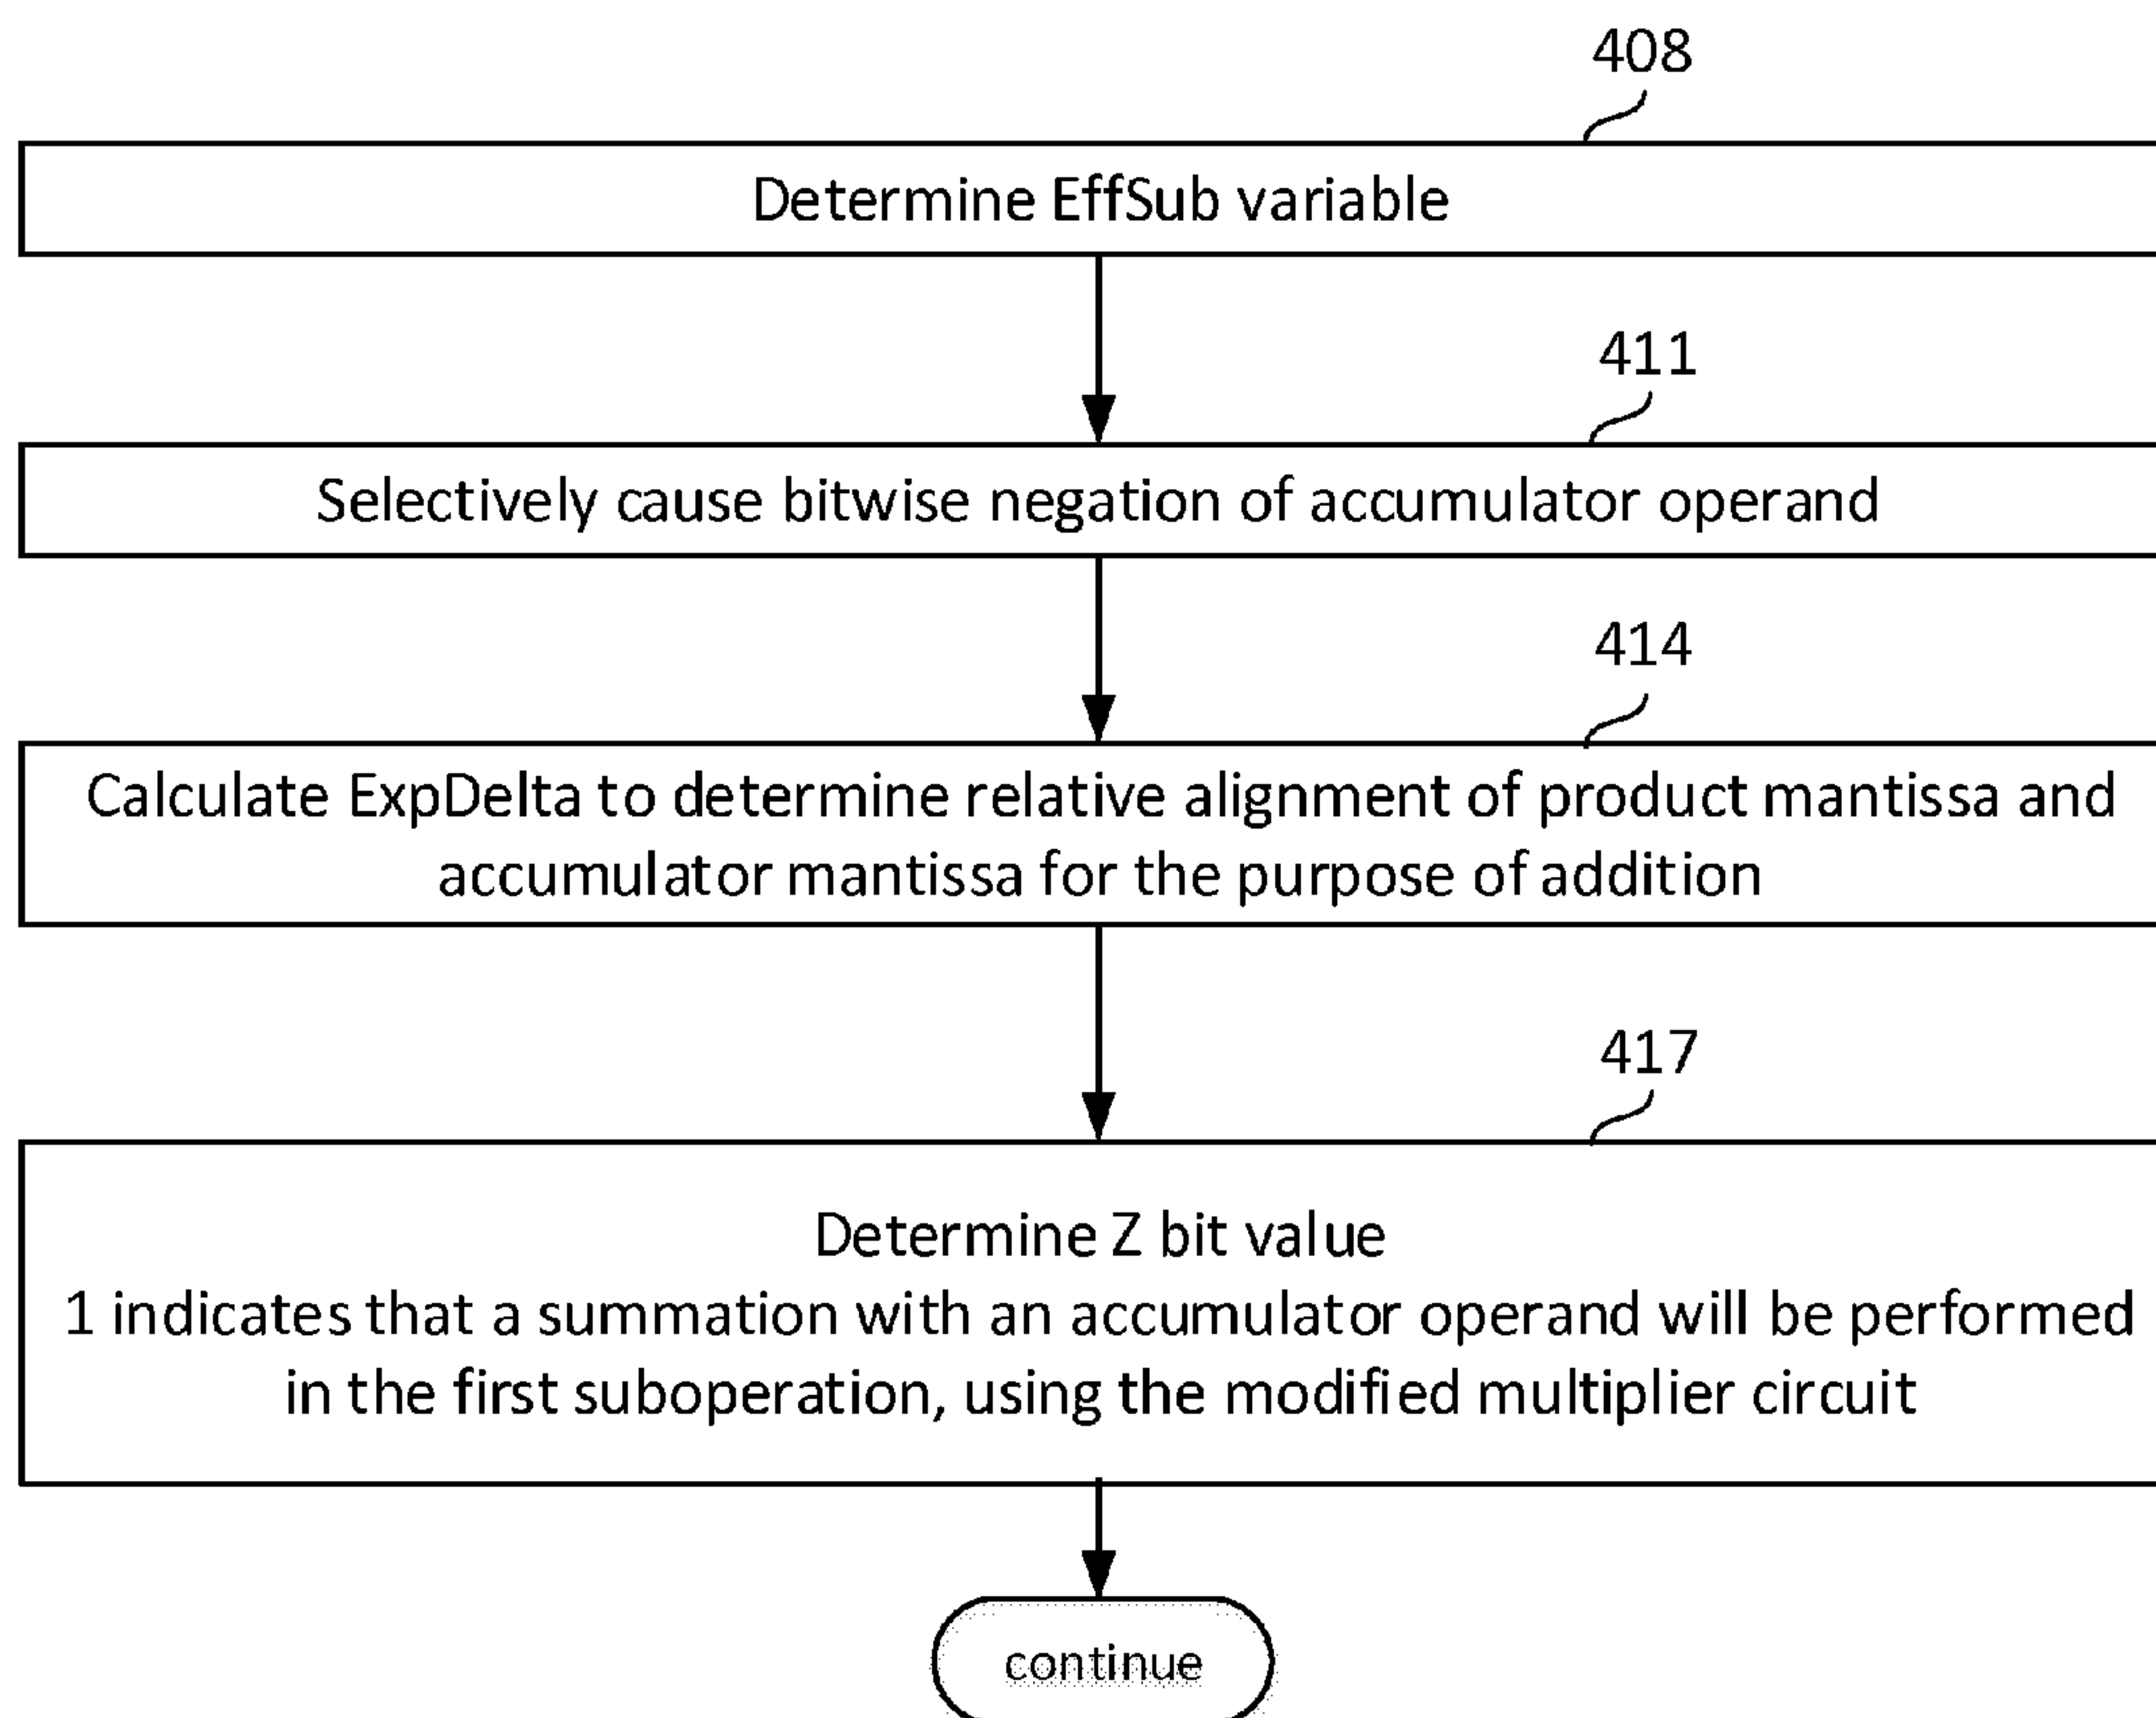 408
Determine EffSub variable
411
Selectively cause bitwise negation of accumulator operand
414
Calculate ExpDelta to determine relative alignment of product mantissa and
accumulator mantissa for the purpose of addition
417
Determine Z bit value
1 indicates that a summation with an accumulator operand will be performed
in the first suboperation, using the modified multiplier circuit
continue